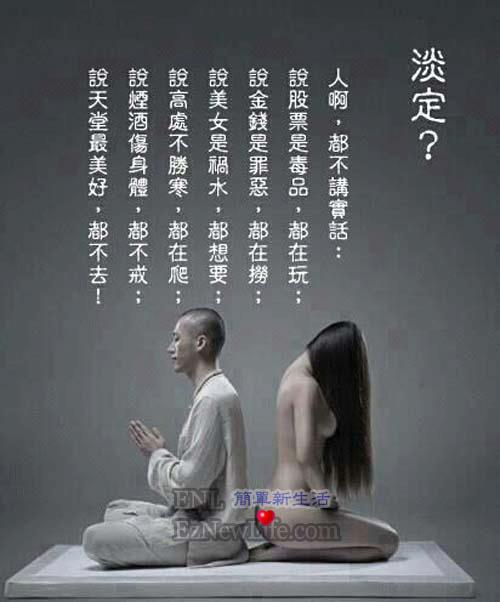 淡定？
人啊，都不講實話：
說股票是毒品，都在玩；
說金錢是罪惡，都在撈；
說美女是禍水，都想要；
說高處不勝寒，都在爬；
說煙酒傷身體，都不戒；
說天堂最美好，都不去！
ENL 簡單新生活
EzNewLife.com